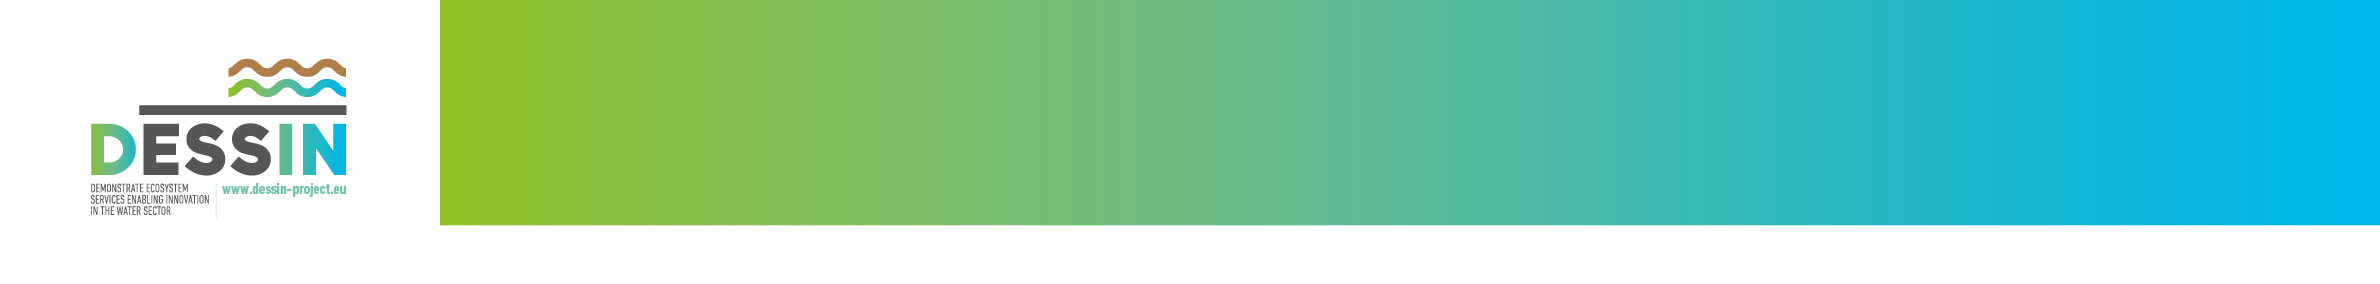 DESSIN
DEMONSTRATE ECOSYSTEM
SERVICES ENABLING INNOVATION
IN THE WATER SECTOR
www.dessin-project.eu